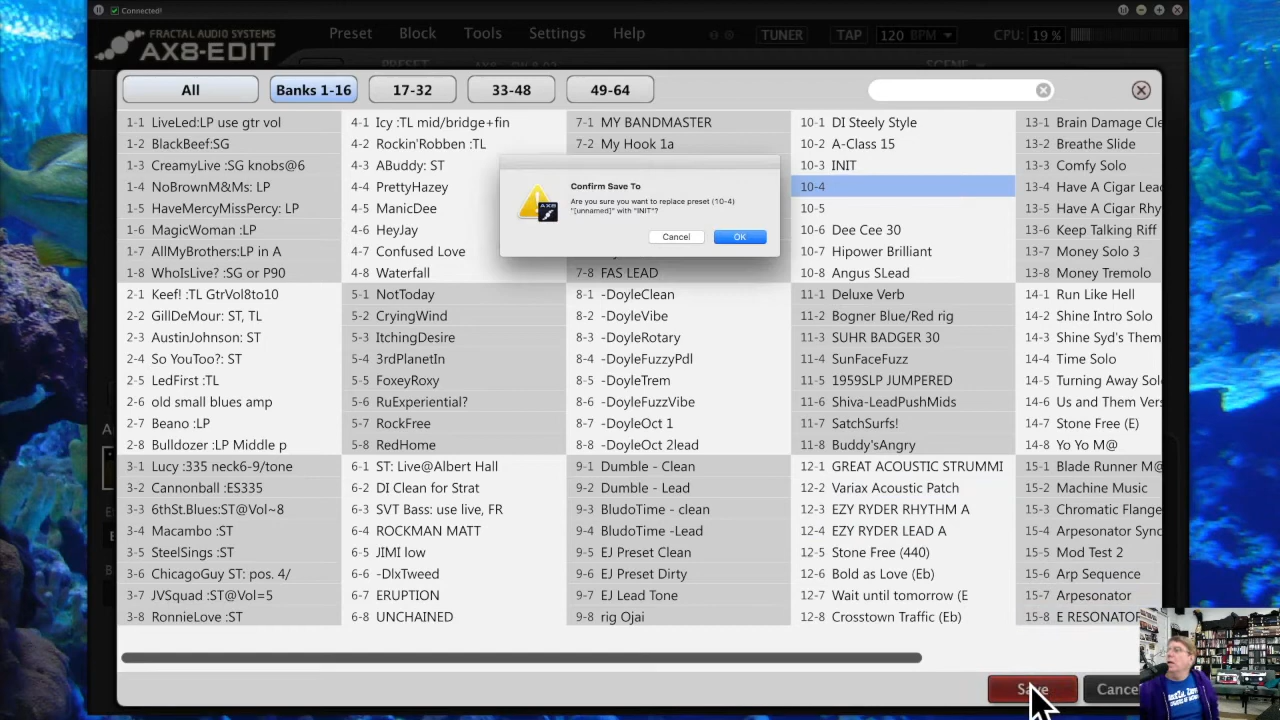 Connected!
FRACTAL AUDIO SYSTEMS
AX8-EDIT
Preset Block Tools Settings Help
TUNER TAP 120 BPM CPU: 19 %
All Banks 1-16 17-32 33-48 49-64
1-1 LiveLed:LP use gtr vol
1-2 BlackBeef:SG
1-3 CreamyLive :SG knobs@6
1-4 NoBrownM&Ms: LP
1-5 HaveMercyMissPercy: LP
1-6 MagicWoman :LP
1-7 AllMyBrothers:LP in A
1-8 WhoIsLive? :SG or P90
2-1 Keef! :TL GtrVol8to10
2-2 GillDeMour: ST, TL
2-3 AustinJohnson: ST
2-4 So YouToo?: ST
2-5 LedFirst :TL
2-6 old small blues amp
2-7 Beano :LP
2-8 Bulldozer :LP Middle p
3-1 Lucy :335 neck6-9/tone
3-2 Cannonball :ES335
3-3 6thSt.Blues:ST@Vol~8
3-4 Macambo :ST
3-5 SteelSings :ST
3-6 ChicagoGuy ST: pos. 4/
3-7 JVSquad :ST@Vol=5
3-8 RonnieLove :ST
4-1 Icy :TL mid/bridge+fin
4-2 Rockin'Robben :TL
4-3 ABuddy: ST
4-4 PrettyHazey
4-5 ManicDee
4-6 HeyJay
4-7 Confused Love
4-8 Waterfall
5-1 NotToday
5-2 CryingWind
5-3 ItchingDesire
5-4 3rdPlanetIn
5-5 FoxeyRoxy
5-6 RuExperiential?
5-7 RockFree
5-8 RedHome
6-1 ST: Live@Albert Hall
6-2 DI Clean for Strat
6-3 SVT Bass: use live, FR
6-4 ROCKMAN MATT
6-5 JIMI low
6-6 -DlxTweed
6-7 ERUPTION
6-8 UNCHAINED
7-1 MY BANDMASTER
7-2 My Hook 1a
7-8 FAS LEAD
8-1 -DoyleClean
8-2 -DoyleVibe
8-3 -DoyleRotary
8-4 -DoyleFuzzyPdl
8-5 -DoyleTrem
8-6 -DoyleFuzzVibe
8-7 -DoyleOct 1
8-8 -DoyleOct 2lead
9-1 Dumble - Clean
9-2 Dumble - Lead
9-3 BludoTime - clean
9-4 BludoTime -Lead
9-5 EJ Preset Clean
9-6 EJ Preset Dirty
9-7 EJ Lead Tone
9-8 rig Ojai
10-1 DI Steely Style
10-2 A-Class 15
10-3 INIT
10-4
10-5
10-6 Dee Cee 30
10-7 Hipower Brilliant
10-8 Angus SLead
11-1 Deluxe Verb
11-2 Bogner Blue/Red rig
11-3 SUHR BADGER 30
11-4 SunFaceFuzz
11-5 1959SLP JUMPERED
11-6 Shiva-LeadPushMids
11-7 SatchSurfs!
11-8 Buddy'sAngry
12-1 GREAT ACOUSTIC STRUMMI
12-2 Variax Acoustic Patch
12-3 EZY RYDER RHYTHM A
12-4 EZY RYDER LEAD A
12-5 Stone Free (440)
12-6 Bold as Love (Eb)
12-7 Wait until tomorrow (E
12-8 Crosstown Traffic (Eb)
13-1 Brain Damage Cle
13-2 Breathe Slide
13-3 Comfy Solo
13-4 Have A Cigar Lead
13-5 Have A Cigar Rhy
13-6 Keep Talking Riff
13-7 Money Solo 3
13-8 Money Tremolo
14-1 Run Like Hell
14-2 Shine Intro Solo
14-3 Shine Syd's Them
14-4 Time Solo
14-5 Turning Away Sol
14-6 Us and Them Vers
14-7 Stone Free (E)
14-8 Yo Yo M@
15-1 Blade Runner M@
15-2 Machine Music
15-3 Chromatic Flange
15-4 Arpesonator Sync
15-5 Mod Test 2
15-6 Arp Sequence
15-7 Arpesonator
15-8 E RESONATOR
Confirm Save To
Are you sure you want to replace preset (10-4)
"[unnamed]" with "INIT"?
Cancel OK
Save Cancel